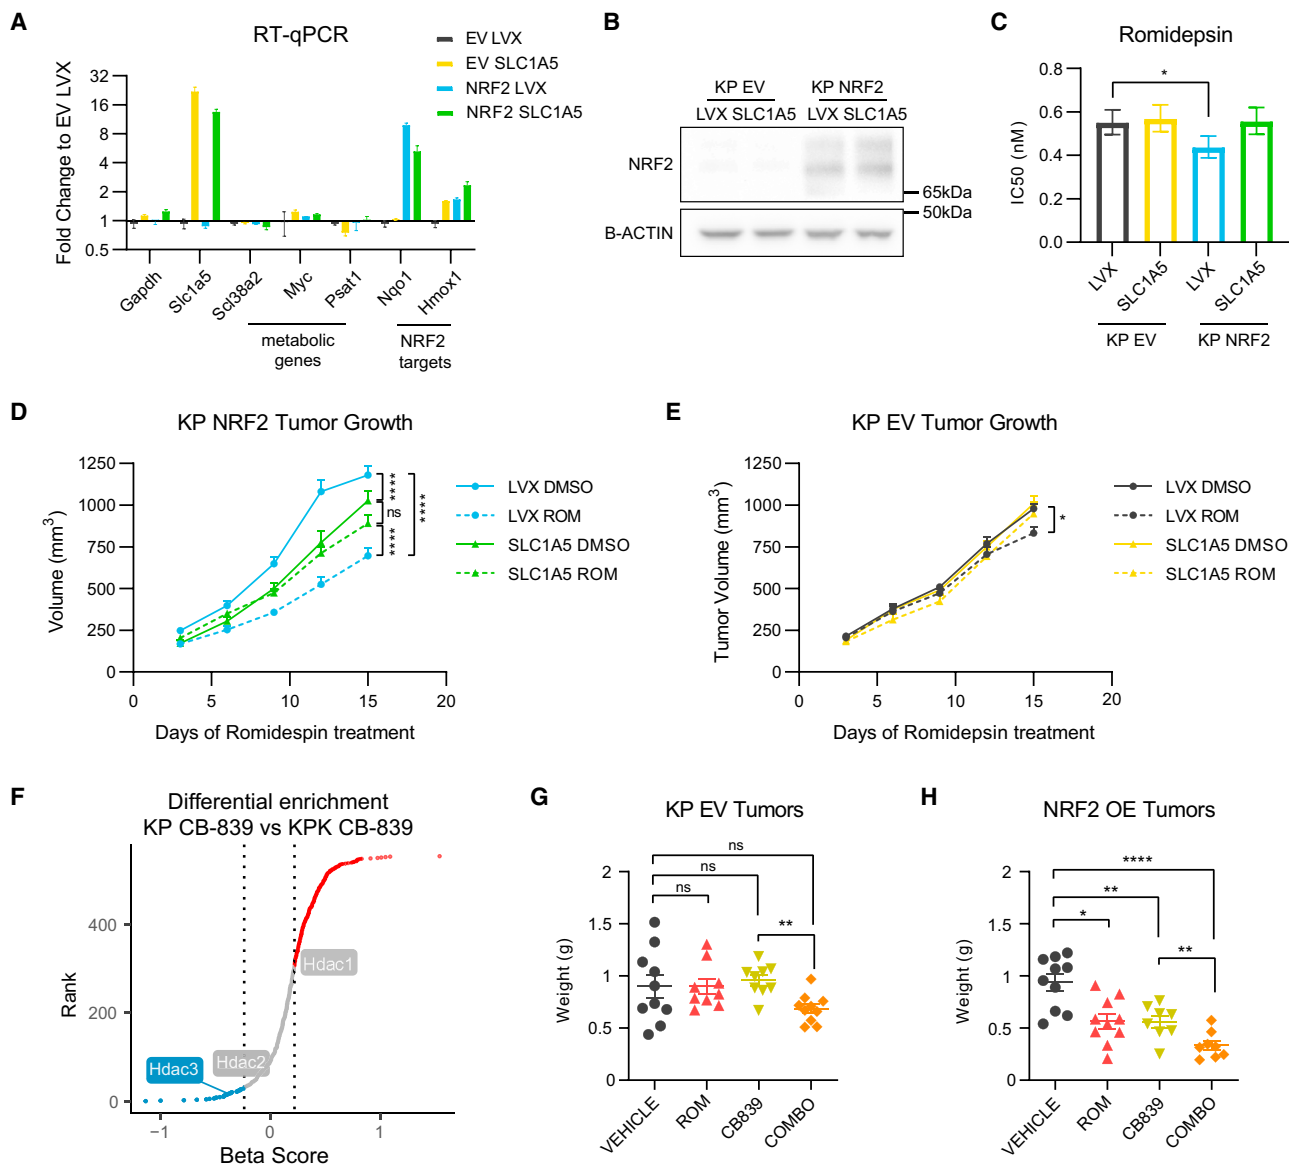 A
RT-qPCR
EV LVX
EV SLC1A5
NRF2 LVX
NRF2 SLC1A5
Fold Change to EV LVX
32
16
8
4
2
1
0.5
Gapdh
Slc1a5
Scl38a2
Myc
Psat1
Nqo1
Hmox1
metabolic
genes
NRF2
targets
B
KP EV
KP NRF2
LVX SLC1A5
LVX SLC1A5
NRF2
65kDa
50kDa
B-ACTIN
C
Romidepsin
*
IC50 (nM)
0.8
0.6
0.4
0.2
0.0
LVX
SLC1A5
LVX
SLC1A5
KP EV
KP NRF2
D
KP NRF2 Tumor Growth
Volume (mm³)
1250
1000
750
500
250
0
0
5
10
15
20
Days of Romidespin treatment
****
ns
****
****
LVX DMSO
LVX ROM
SLC1A5 DMSO
SLC1A5 ROM
E
KP EV Tumor Growth
Tumor Volume (mm³)
1250
1000
750
500
250
0
0
5
10
15
20
Days of Romidepsin treatment
*
LVX DMSO
LVX ROM
SLC1A5 DMSO
SLC1A5 ROM
F
Differential enrichment
KP CB-839 vs KPK CB-839
Rank
400
200
0
Hdac1
Hdac2
Hdac3
−1
0
1
Beta Score
G
KP EV Tumors
ns
ns
ns
**
Weight (g)
2
1.5
1
0.5
0
VEHICLE
ROM
CB839
COMBO
H
NRF2 OE Tumors
****
**
*
**
Weight (g)
2
1.5
1
0.5
0
VEHICLE
ROM
CB839
COMBO